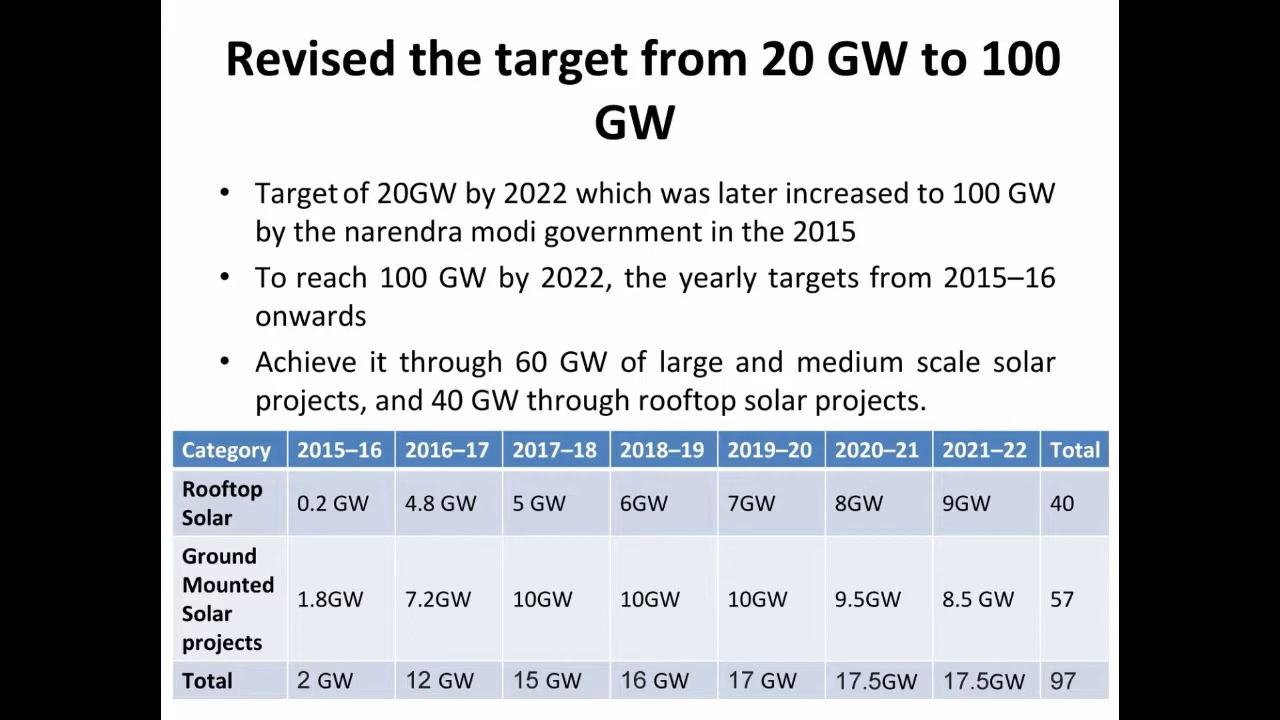 Revised the target from 20 GW to 100
GW
• Target of 20GW by 2022 which was later increased to 100 GW
by the narendra modi government in the 2015
• To reach 100 GW by 2022, the yearly targets from 2015–16
onwards
• Achieve it through 60 GW of large and medium scale solar
projects, and 40 GW through rooftop solar projects.
Category 2015–16 2016–17 2017–18 2018–19 2019–20 2020–21 2021–22 Total
Rooftop
Solar 0.2 GW 4.8 GW 5 GW 6GW 7GW 8GW 9GW 40
Ground
Mounted
Solar
projects 1.8GW 7.2GW 10GW 10GW 10GW 9.5GW 8.5 GW 57
Total 2 GW 12 GW 15 GW 16 GW 17 GW 17.5GW 17.5GW 97